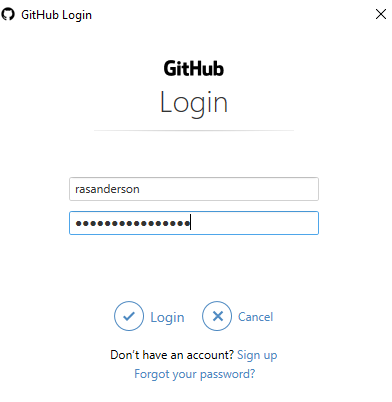 GitHub Login
GitHub
Login
rasanderson
••••••••••••••••
Login Cancel
Don't have an account? Sign up
Forgot your password?